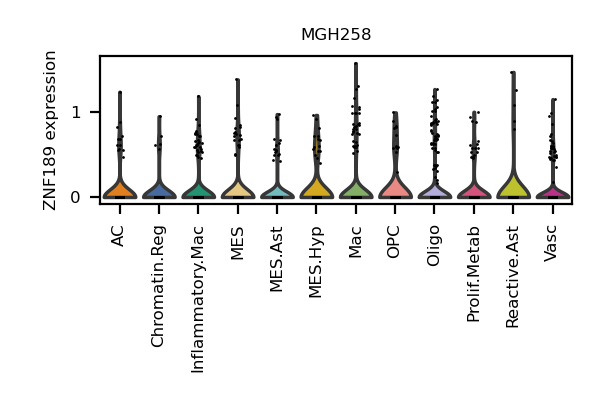 MGH258
ZNF189 expression
1
0
AC
Chromatin.Reg
Inflammatory.Mac
MES
MES.Ast
MES.Hyp
Mac
OPC
Oligo
Prolif.Metab
Reactive.Ast
Vasc